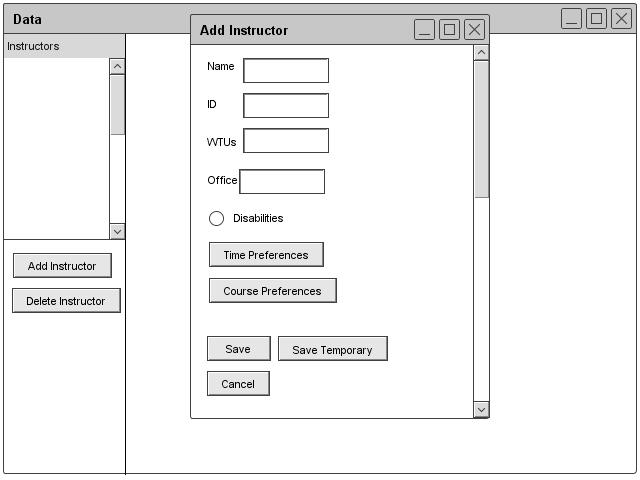 Data
Instructors
Add Instructor
Delete Instructor
Add Instructor
Name
ID
WTUs
Office
Disabilities
Time Preferences
Course Preferences
Save
Save Temporary
Cancel